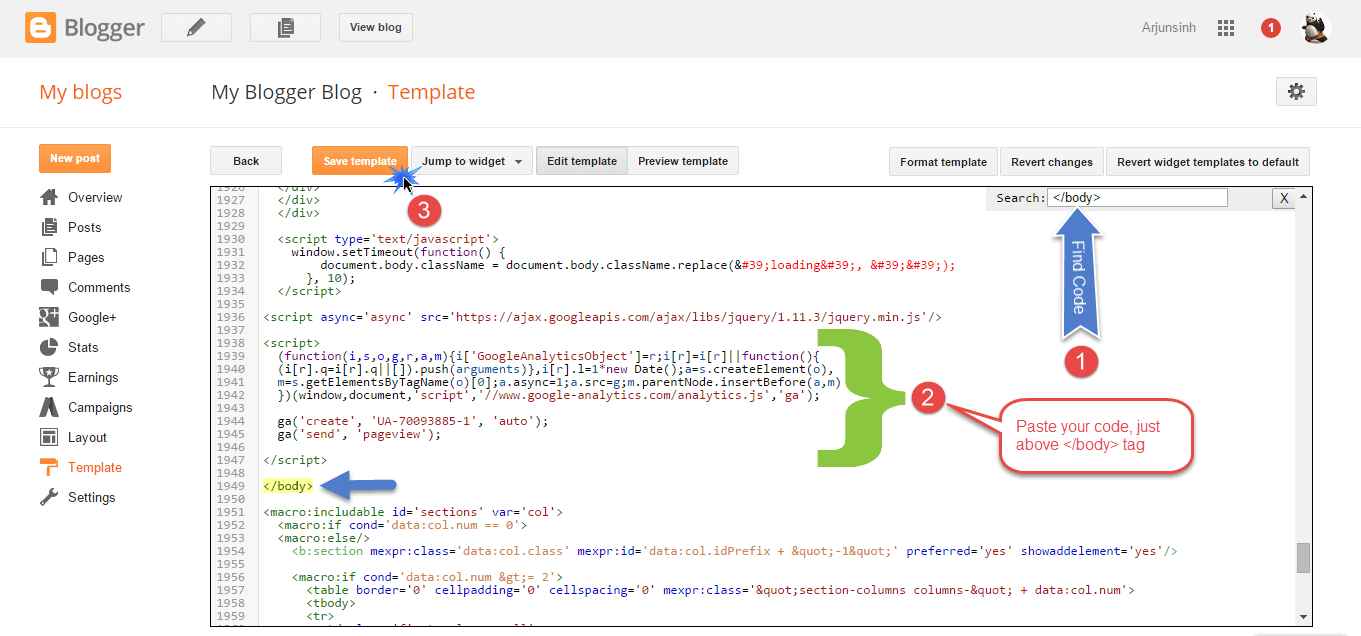 Blogger
View blog
Arjunsinh
1
My blogs
My Blogger Blog · Template
New post
Overview
Posts
Pages
Comments
Google+
Stats
Earnings
Campaigns
Layout
Template
Settings
Back
Save template
Jump to widget
Edit template
Preview template
Format template
Revert changes
Revert widget templates to default
3
Search: </body>
X
Find Code
1
1927 </div>
1928 </div>
1929
1930 <script type='text/javascript'>
1931 window.setTimeout(function() {
1932 document.body.className = document.body.className.replace(&#39;loading&#39;, &#39;&#39;);
1933 }, 10);
1934 </script>
1935
1936 <script async='async' src='https://ajax.googleapis.com/ajax/libs/jquery/1.11.3/jquery.min.js'/>
1937
1938 <script>
1939 (function(i,s,o,g,r,a,m){i['GoogleAnalyticsObject']=r;i[r]=i[r]||function(){
1940 (i[r].q=i[r].q||[]).push(arguments)},i[r].l=1*new Date();a=s.createElement(o),
1941 m=s.getElementsByTagName(o)[0];a.async=1;a.src=g;m.parentNode.insertBefore(a,m)
1942 })(window,document,'script','//www.google-analytics.com/analytics.js','ga');
1943
1944 ga('create', 'UA-70093885-1', 'auto');
1945 ga('send', 'pageview');
1946
1947 </script>
1948
1949 </body>
1950
1951 <macro:includable id='sections' var='col'>
1952 <macro:if cond='data:col.num == 0'>
1953 <macro:else/>
1954 <b:section mexpr:class='data:col.class' mexpr:id='data:col.idPrefix + &quot;-1&quot;' preferred='yes' showaddelement='yes'/>
1955
1956 <macro:if cond='data:col.num &gt;= 2'>
1957 <table border='0' cellpadding='0' cellspacing='0' mexpr:class='&quot;section-columns columns-&quot; + data:col.num'>
1958 <tbody>
1959 <tr>
2
Paste your code, just
above </body> tag